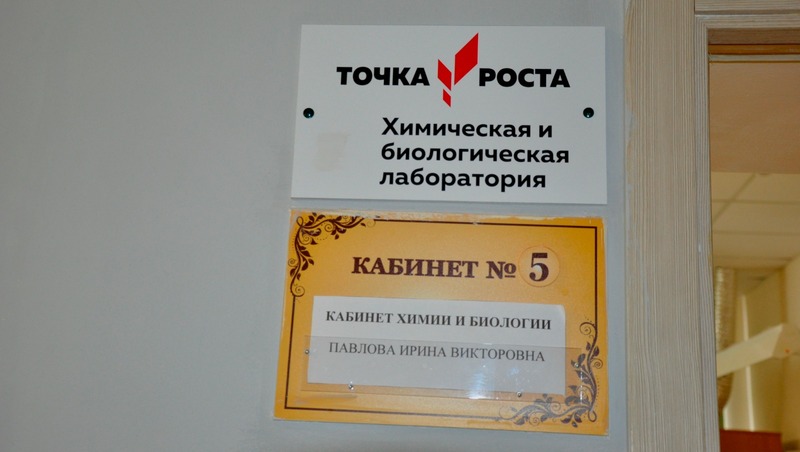 ТОЧКА РОСТА
Химическая и
биологическая
лаборатория
КАБИНЕТ № 5
КАБИНЕТ ХИМИИ И БИОЛОГИИ
ПАВЛОВА ИРИНА ВИКТОРОВНА